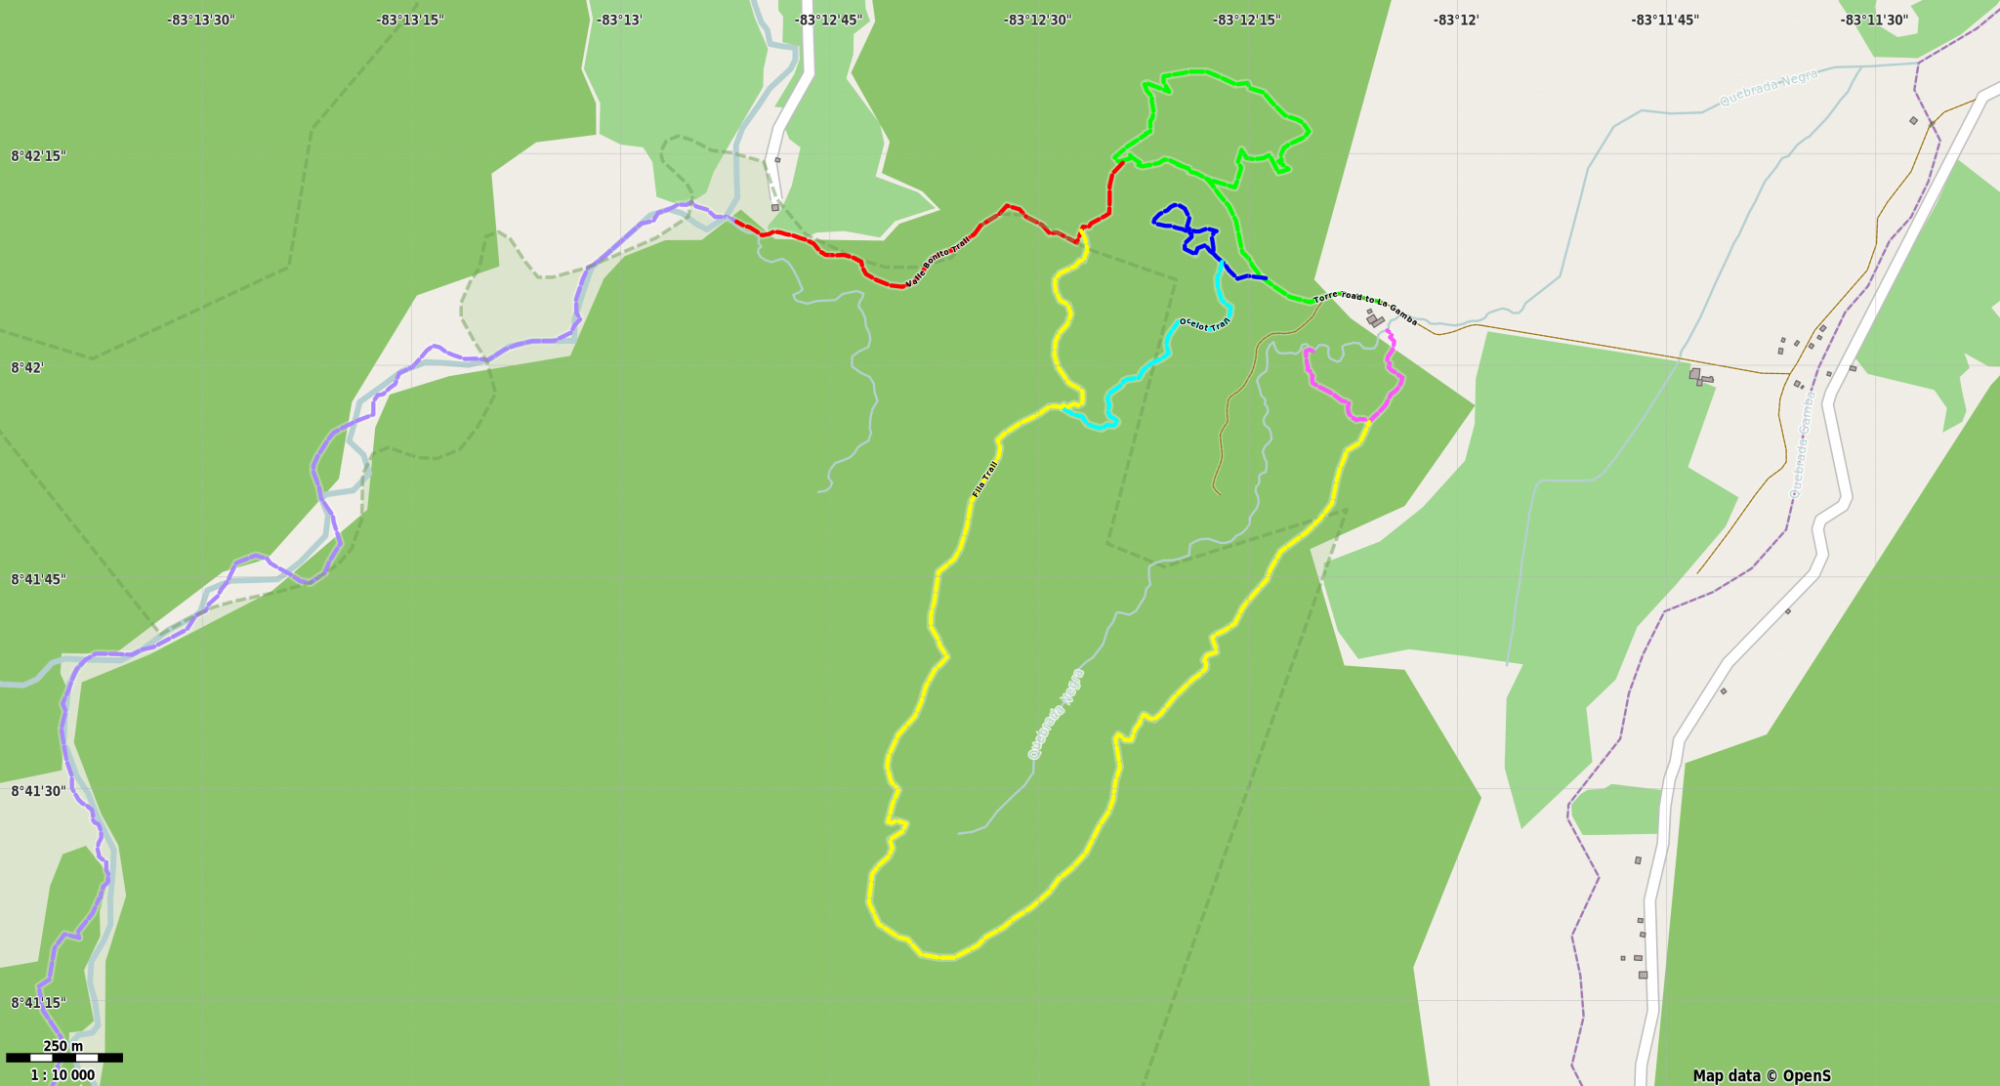 -83°13'30"
-83°13'15"
-83°13'
-83°12'45"
-83°12'30"
-83°12'15"
-83°12'
-83°11'45"
-83°11'30"
Quebrada Negra
8°42'15"
Valle Bonito Trail
Torre road to La Gamba
Ocelot Trail
8°42'
Quebrada Gamba
Fila Trail
8°41'45"
Quebrada Negra
8°41'30"
8°41'15"
250 m
1 : 10 000
Map data © OpenS